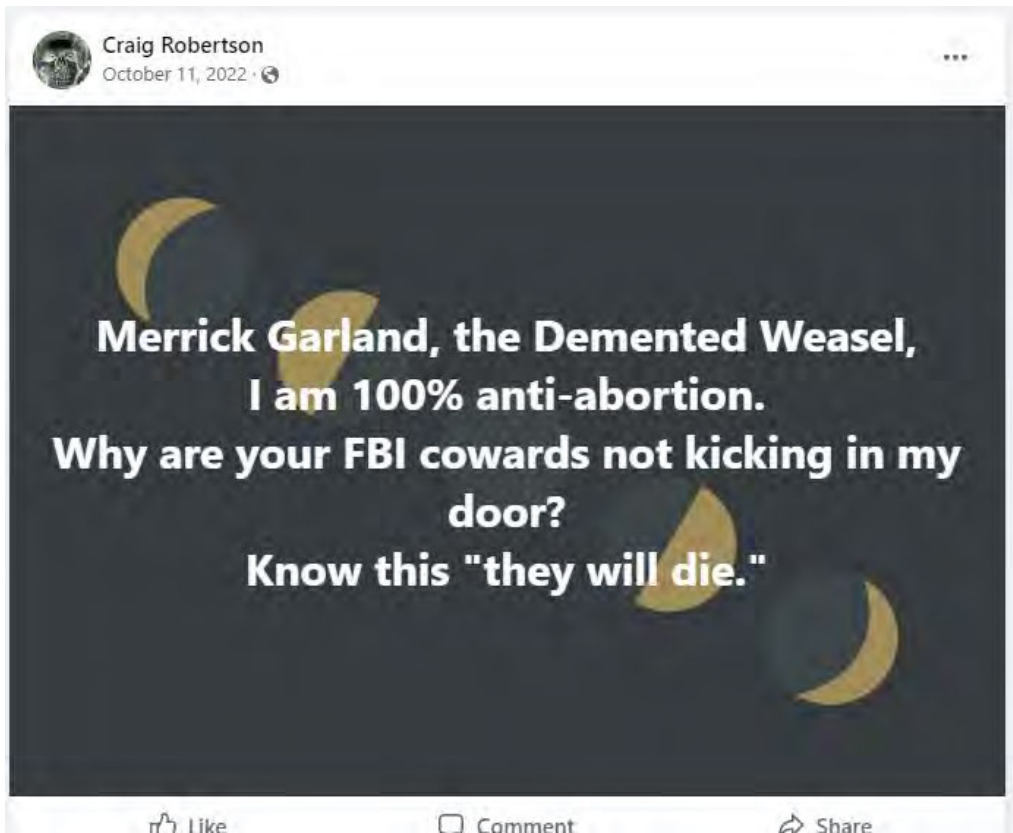 Craig Robertson
October 11, 2022 ·
Merrick Garland, the Demented Weasel,
I am 100% anti-abortion.
Why are your FBI cowards not kicking in my
door?
Know this "they will die."
Like Comment Share